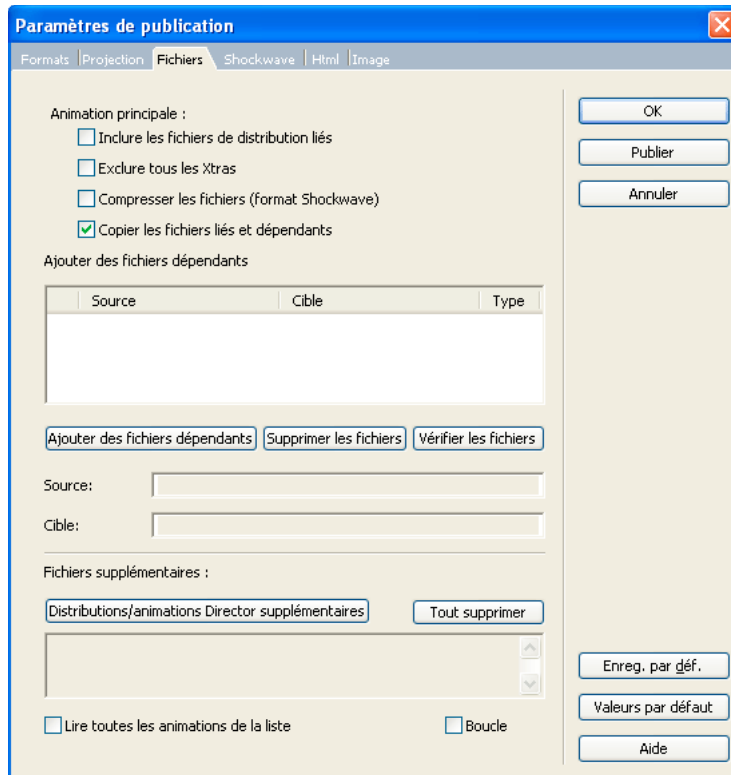 Paramètres de publication
Formats Projection Fichiers Shockwave Html Image
Animation principale :
Inclure les fichiers de distribution liés
Exclure tous les Xtras
Compresser les fichiers (format Shockwave)
Copier les fichiers liés et dépendants
OK
Publier
Annuler
Ajouter des fichiers dépendants
Source Cible Type
Ajouter des fichiers dépendants Supprimer les fichiers Vérifier les fichiers
Source:
Cible:
Fichiers supplémentaires :
Distributions/animations Director supplémentaires Tout supprimer
Lire toutes les animations de la liste Boucle
Enreg. par déf.
Valeurs par défaut
Aide